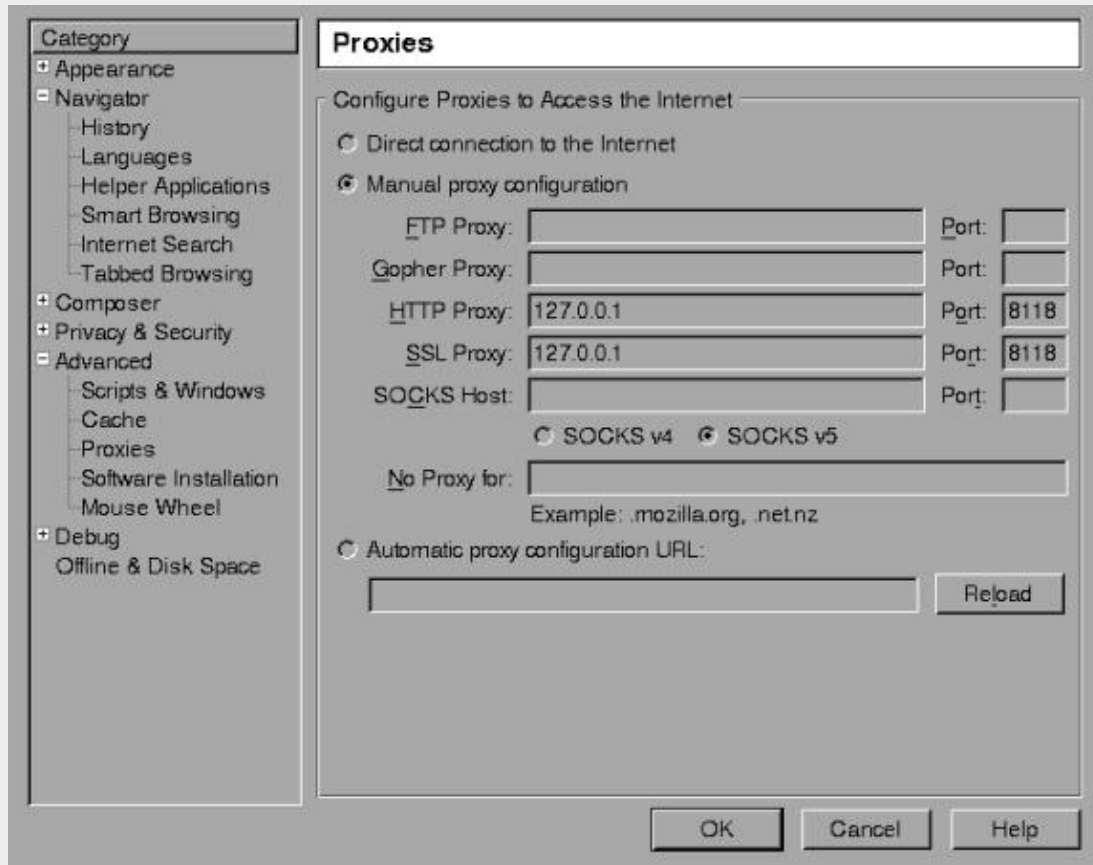 Category
Appearance
Navigator
History
Languages
Helper Applications
Smart Browsing
Internet Search
Tabbed Browsing
Composer
Privacy & Security
Advanced
Scripts & Windows
Cache
Proxies
Software Installation
Mouse Wheel
Debug
Offline & Disk Space
Proxies
Configure Proxies to Access the Internet
Direct connection to the Internet
Manual proxy configuration
FTP Proxy: Port:
Gopher Proxy: Port:
HTTP Proxy: 127.0.0.1 Port: 8118
SSL Proxy: 127.0.0.1 Port: 8118
SOCKS Host: Port:
SOCKS v4 SOCKS v5
No Proxy for:
Example: .mozilla.org, .net.nz
Automatic proxy configuration URL:
Reload
OK Cancel Help